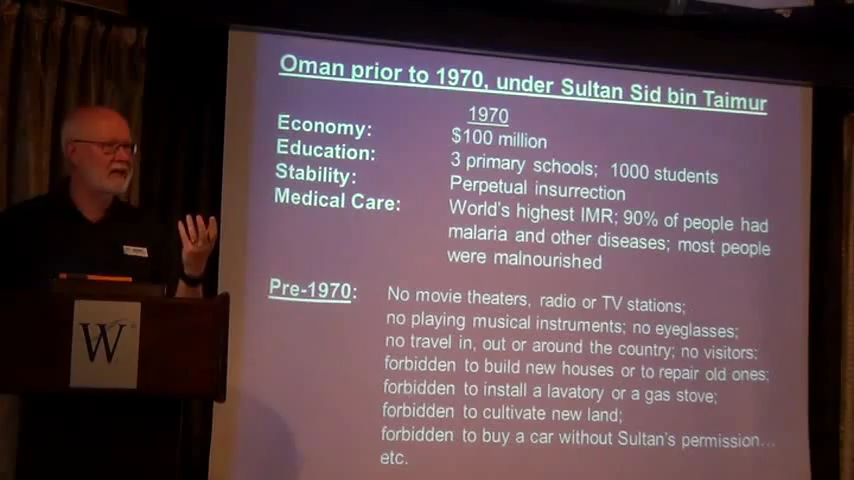 Oman prior to 1970, under Sultan Sid bin Taimur
1970
Economy: $100 million
Education: 3 primary schools; 1000 students
Stability: Perpetual insurrection
Medical Care: World's highest IMR; 90% of people had
malaria and other diseases; most people
were malnourished
Pre-1970: No movie theaters, radio or TV stations;
no playing musical instruments; no eyeglasses;
no travel in, out or around the country; no visitors;
forbidden to build new houses or to repair old ones;
forbidden to install a lavatory or a gas stove;
forbidden to cultivate new land;
forbidden to buy a car without Sultan's permission...
etc.
W